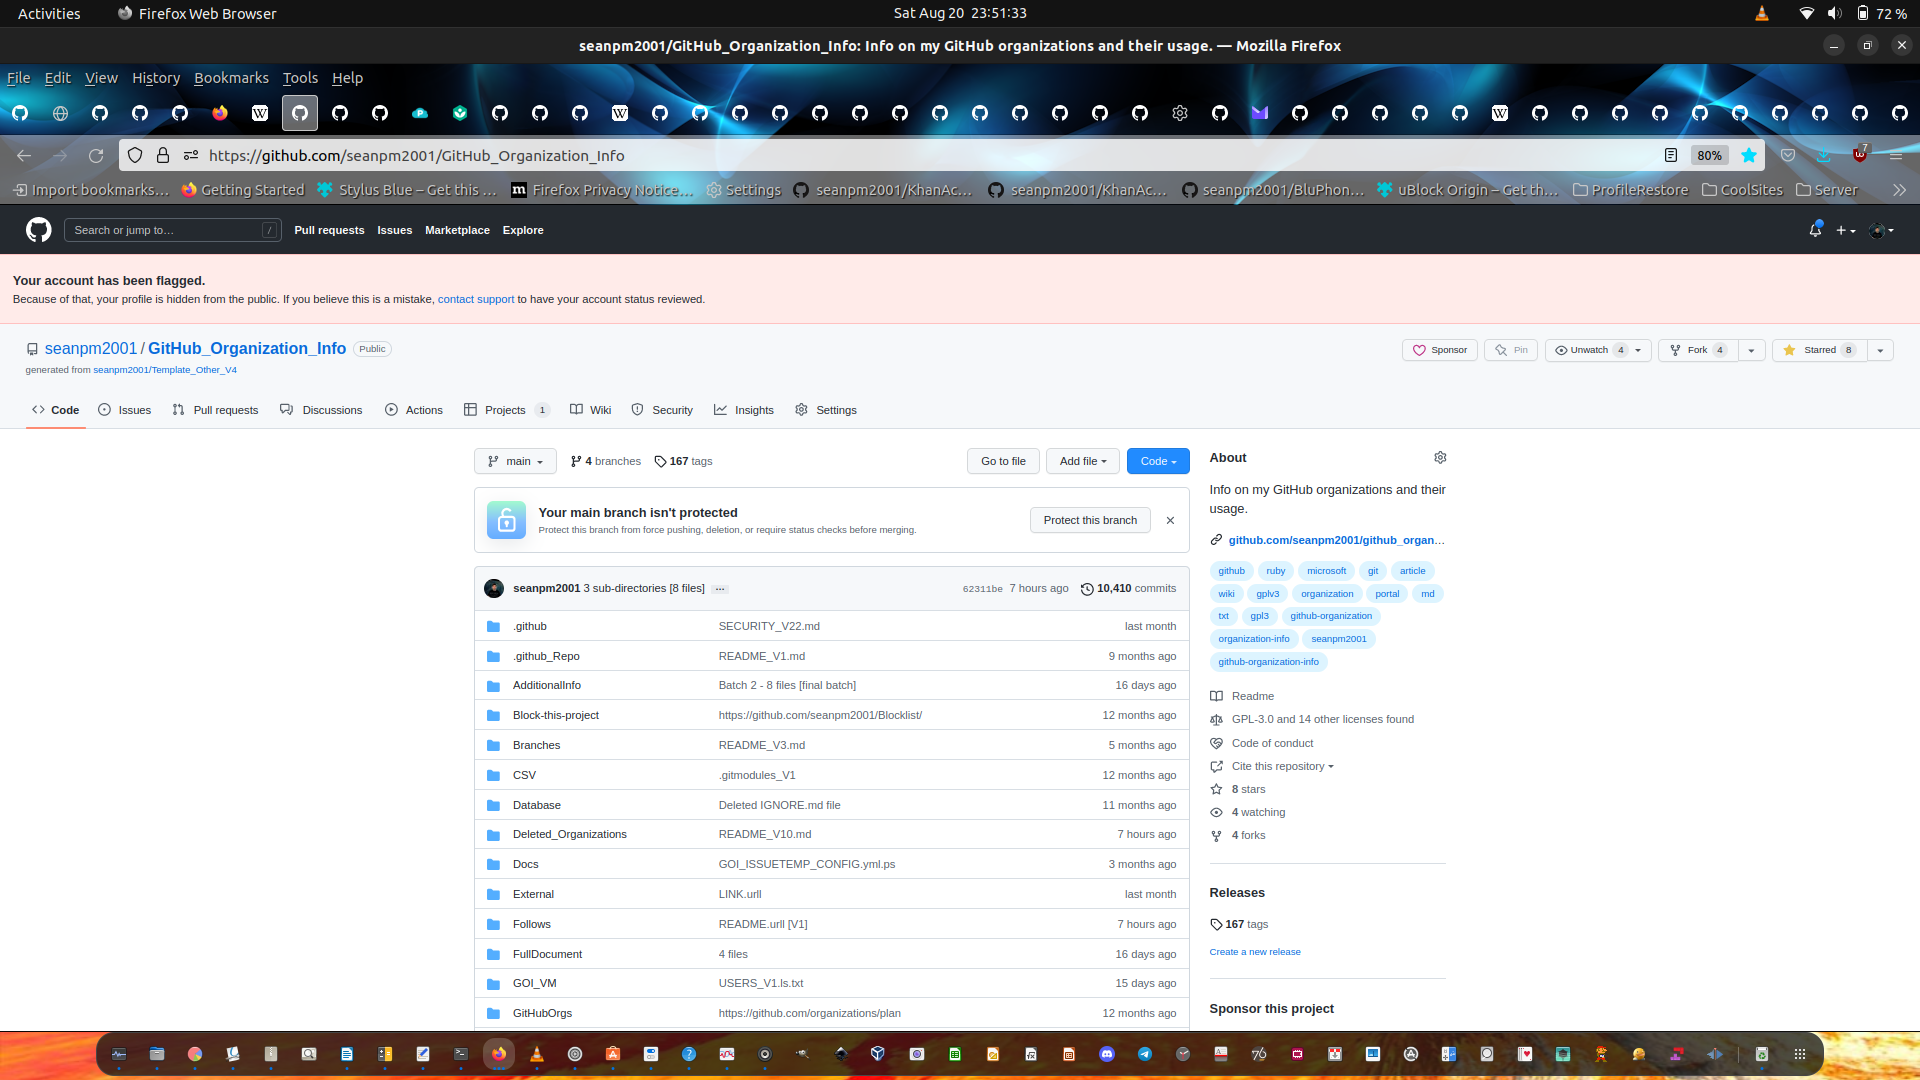 Activities
Firefox Web Browser
Sat Aug 20 23:51:33
72 %
seanpm2001/GitHub_Organization_Info: Info on my GitHub organizations and their usage. — Mozilla Firefox
File Edit View History Bookmarks Tools Help
https://github.com/seanpm2001/GitHub_Organization_Info
80%
7
Import bookmarks… Getting Started Stylus Blue – Get this … Firefox Privacy Notice… Settings seanpm2001/KhanAc… seanpm2001/KhanAc… seanpm2001/BluPhon… uBlock Origin – Get th… ProfileRestore CoolSites Server
Search or jump to… /
Pull requests Issues Marketplace Explore
Your account has been flagged.
Because of that, your profile is hidden from the public. If you believe this is a mistake, contact support to have your account status reviewed.
seanpm2001 / GitHub_Organization_Info Public
Sponsor Pin Unwatch 4 Fork 4 Starred 8
generated from seanpm2001/Template_Other_V4
Code Issues Pull requests Discussions Actions Projects 1 Wiki Security Insights Settings
main 4 branches 167 tags Go to file Add file Code
Your main branch isn't protected
Protect this branch from force pushing, deletion, or require status checks before merging.
Protect this branch
seanpm2001 3 sub-directories [8 files] … 62311be 7 hours ago 10,410 commits
.github SECURITY_V22.md last month
.github_Repo README_V1.md 9 months ago
AdditionalInfo Batch 2 - 8 files [final batch] 16 days ago
Block-this-project https://github.com/seanpm2001/Blocklist/ 12 months ago
Branches README_V3.md 5 months ago
CSV .gitmodules_V1 12 months ago
Database Deleted IGNORE.md file 11 months ago
Deleted_Organizations README_V10.md 7 hours ago
Docs GOI_ISSUETEMP_CONFIG.yml.ps 3 months ago
External LINK.urll last month
Follows README.urll [V1] 7 hours ago
FullDocument 4 files 16 days ago
GOI_VM USERS_V1.ls.txt 15 days ago
GitHubOrgs https://github.com/organizations/plan 12 months ago
About
Info on my GitHub organizations and their
usage.
github.com/seanpm2001/github_organ…
github ruby microsoft git article
wiki gplv3 organization portal md
txt gpl3 github-organization
organization-info seanpm2001
github-organization-info
Readme
GPL-3.0 and 14 other licenses found
Code of conduct
Cite this repository
8 stars
4 watching
4 forks
Releases
167 tags
Create a new release
Sponsor this project